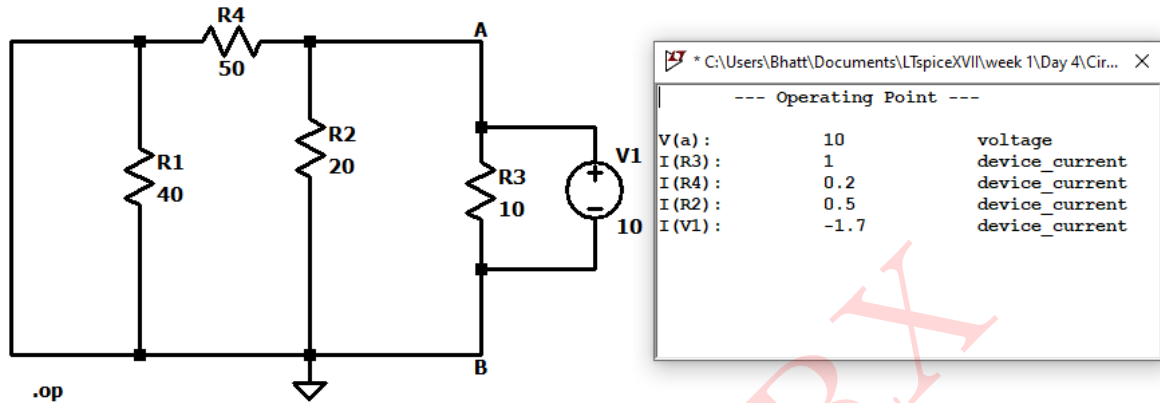 R4
50
A
R1
40
R2
20
R3
10
V1
10
B
.op
* C:\Users\Bhatt\Documents\LTspiceXVII\week 1\Day 4\Cir...
--- Operating Point ---
V(a): 10 voltage
I(R3): 1 device_current
I(R4): 0.2 device_current
I(R2): 0.5 device_current
I(V1): -1.7 device_current